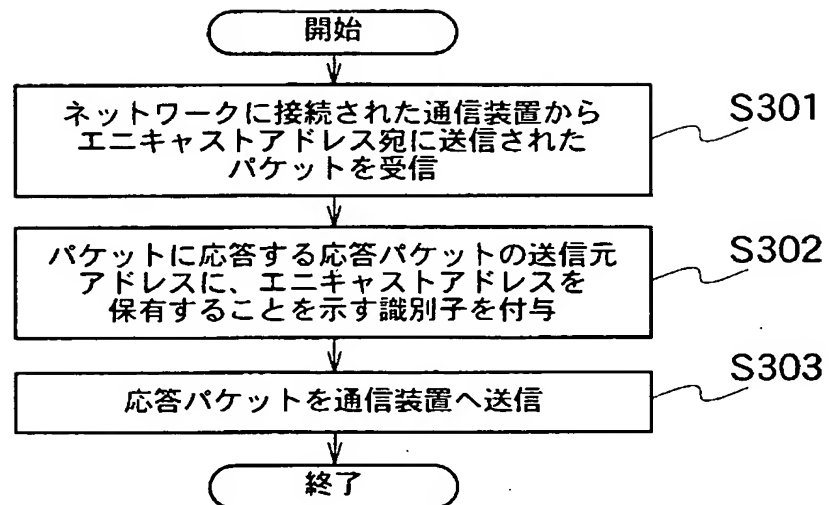 開始
ネットワークに接続された通信装置から
エニキャストアドレス宛に送信された
パケットを受信
S301
パケットに応答する応答パケットの送信元
アドレスに、エニキャストアドレスを
保有することを示す識別子を付与
S302
応答パケットを通信装置へ送信
S303
終了